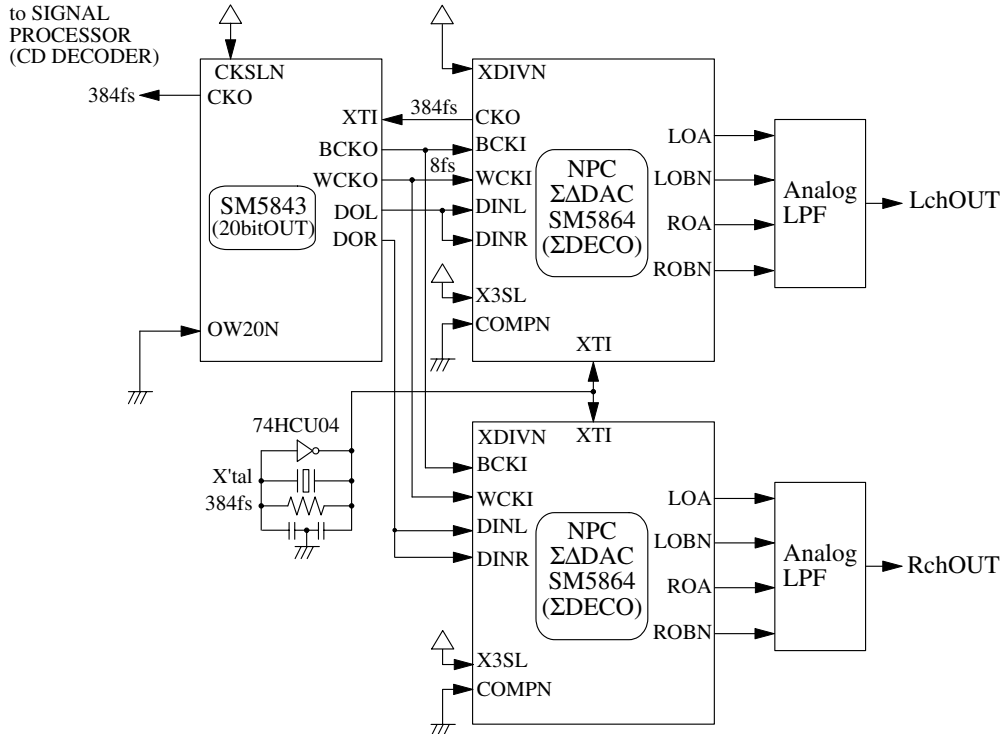 to SIGNAL
PROCESSOR
(CD DECODER)
384fs
CKSLN
CKO
XTI
BCKO
WCKO
DOL
DOR
SM5843
(20bitOUT)
OW20N
384fs
8fs
XDIVN
CKO
BCKI
WCKI
DINL
DINR
X3SL
COMPN
NPC
ΣΔDAC
SM5864
(ΣDECO)
LOA
LOBN
ROA
ROBN
XTI
Analog
LPF
LchOUT
74HCU04
X'tal
384fs
XDIVN
XTI
BCKI
WCKI
DINL
DINR
X3SL
COMPN
NPC
ΣΔDAC
SM5864
(ΣDECO)
LOA
LOBN
ROA
ROBN
Analog
LPF
RchOUT